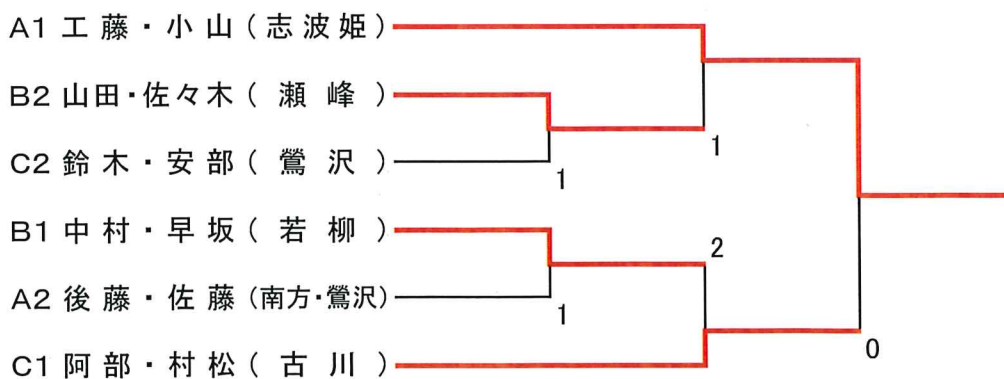 A1 工藤・小山(志波姫)
B2 山田・佐々木(瀬峰)
1
C2 鈴木・安部(鶯沢)
1
B1 中村・早坂(若柳)
2
A2 後藤・佐藤(南方・鶯沢)
1
0
C1 阿部・村松(古川)